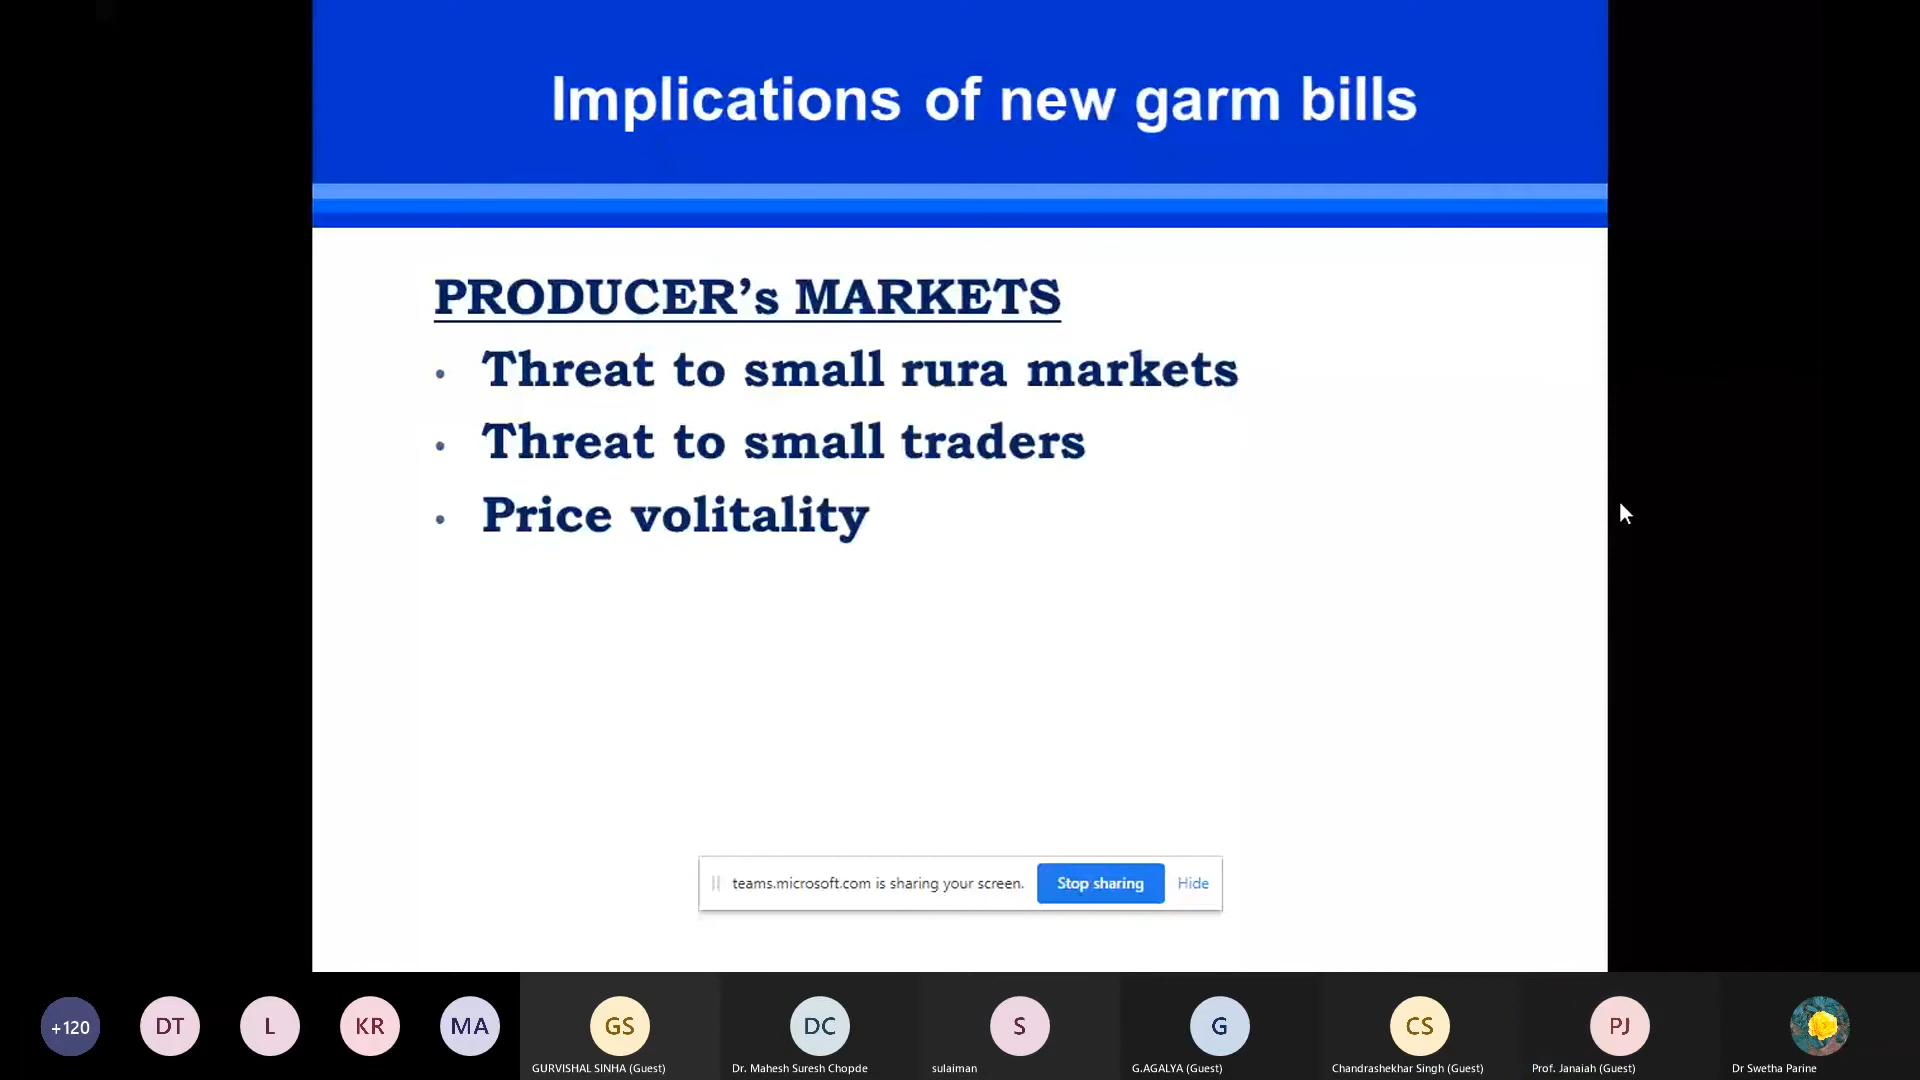 Implications of new garm bills
PRODUCER’s MARKETS
• Threat to small rura markets
• Threat to small traders
• Price volitality
teams.microsoft.com is sharing your screen. Stop sharing Hide
+120 DT L KR MA GS DC S G CS PJ
GURVISHAL SINHA (Guest) Dr. Mahesh Suresh Chopde sulaiman G.AGALYA (Guest) Chandrashekhar Singh (Guest) Prof. Janaiah (Guest) Dr Swetha Parine